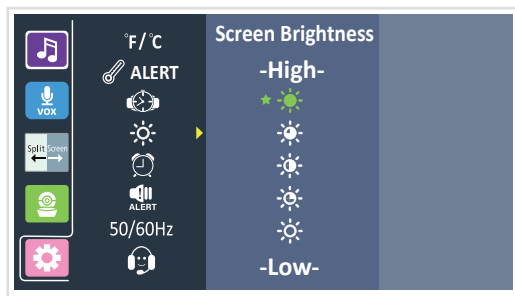 °F/°C
Screen Brightness
ALERT
-High-
VOX
Split Screen
ALERT
50/60Hz
-Low-